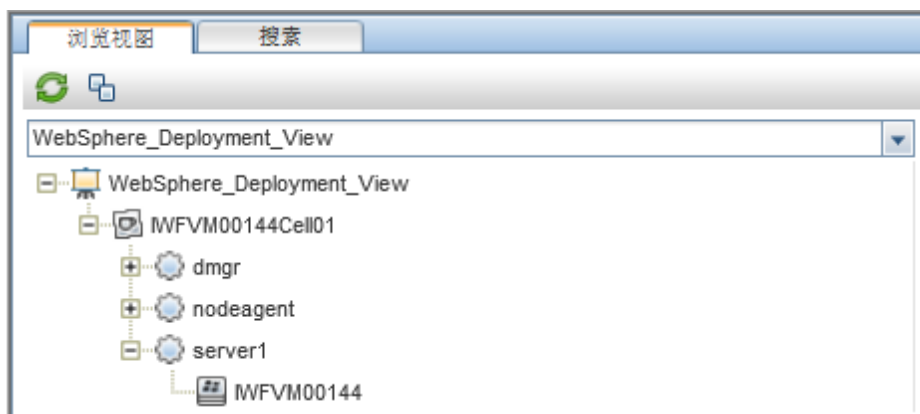 浏览视图 搜索
WebSphere_Deployment_View
WebSphere_Deployment_View
IWFVM00144Cell01
dmgr
nodeagent
server1
IWFVM00144